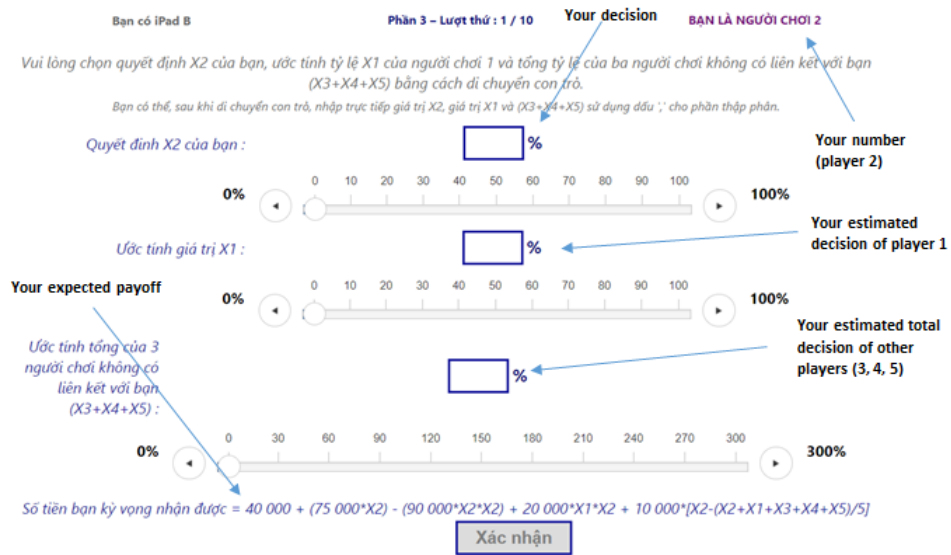 Bạn có iPad B
Phần 3 – Lượt thứ : 1 / 10
Your decision
BẠN LÀ NGƯỜI CHƠI 2
Vui lòng chọn quyết định X2 của bạn, ước tính tỷ lệ X1 của người chơi 1 và tổng tỷ lệ của ba người chơi không có liên kết với bạn
(X3+X4+X5) bằng cách di chuyển con trỏ.
Bạn có thể, sau khi di chuyển con trỏ, nhập trực tiếp giá trị X2, giá trị X1 và (X3+X4+X5) sử dụng dấu ',' cho phần thập phân.
Your number
(player 2)
Quyết đinh X2 của bạn :
%
0%
0 10 20 30 40 50 60 70 80 90 100
100%
Your estimated
decision of player 1
Ước tính giá trị X1 :
%
Your expected payoff
0%
0 10 20 30 40 50 60 70 80 90 100
100%
Your estimated total
decision of other
players (3, 4, 5)
Ước tính tổng của 3
người chơi không có
liên kết với bạn
(X3+X4+X5) :
%
0%
0 30 60 90 120 150 180 210 240 270 300
300%
Số tiền bạn kỳ vọng nhận được = 40 000 + (75 000*X2) - (90 000*X2*X2) + 20 000*X1*X2 + 10 000*[X2-(X2+X1+X3+X4+X5)/5]
Xác nhận